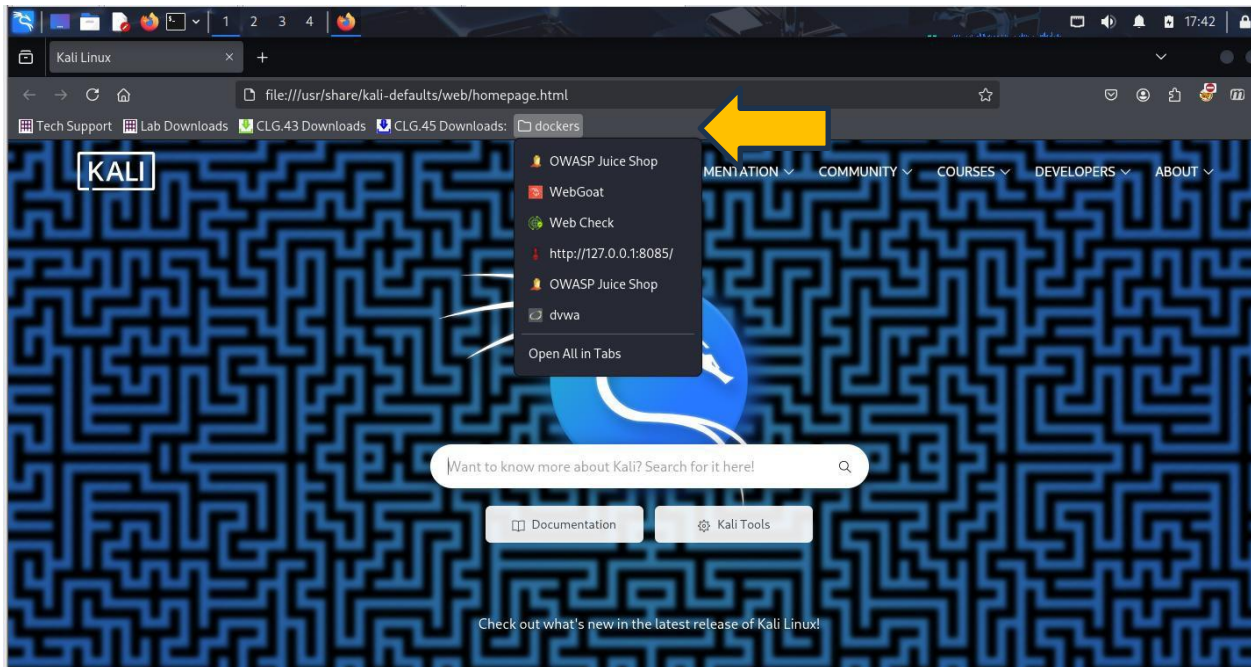 1 2 3 4
17:42
Kali Linux
file:///usr/share/kali-defaults/web/homepage.html
Tech Support Lab Downloads CLG.43 Downloads CLG.45 Downloads: dockers
KALI
COMMUNITY COURSES DEVELOPERS ABOUT
OWASP Juice Shop
WebGoat
Web Check
http://127.0.0.1:8085/
OWASP Juice Shop
dvwa
Open All in Tabs
Want to know more about Kali? Search for it here!
Documentation Kali Tools
Check out what's new in the latest release of Kali Linux!